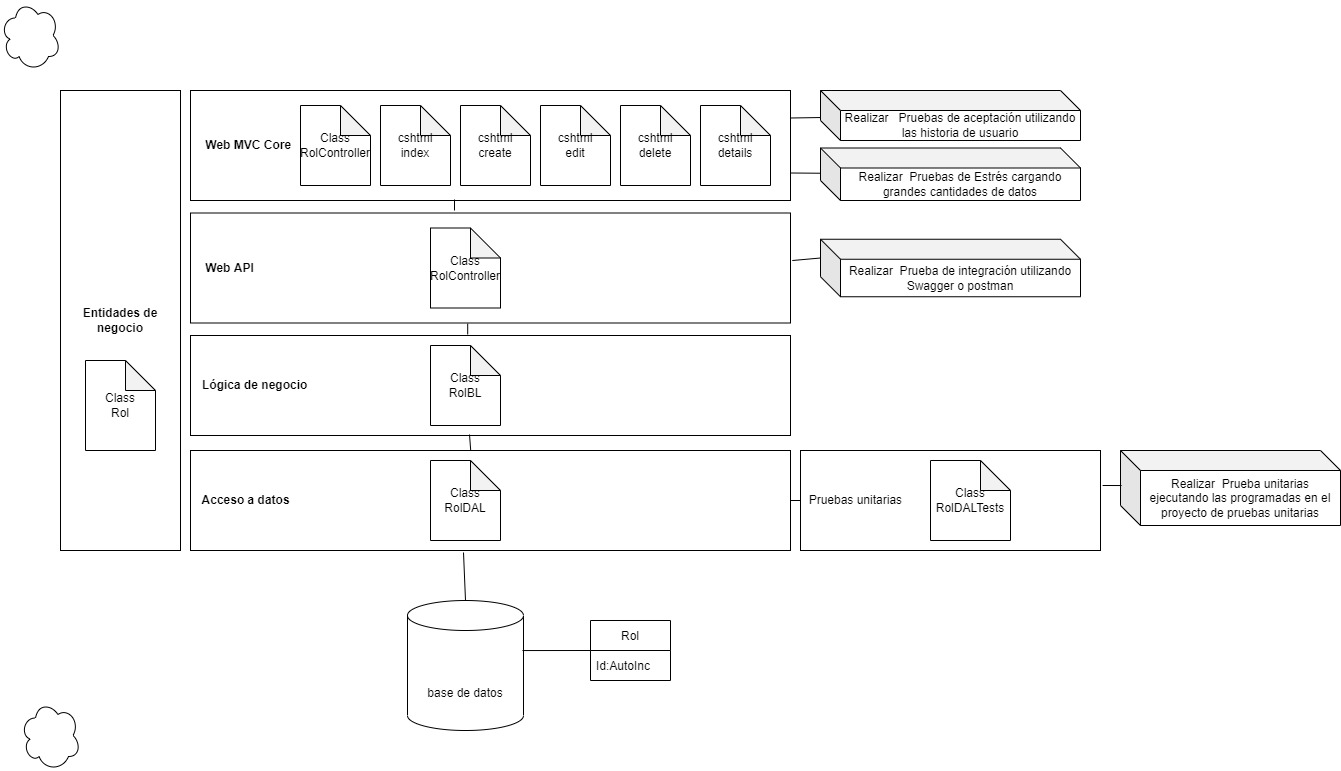 Web MVC Core
Class
RolController
cshtml
index
cshtml
create
cshtml
edit
cshtml
delete
cshtml
details
Realizar Pruebas de aceptación utilizando
las historia de usuario
Realizar Pruebas de Estrés cargando
grandes cantidades de datos
Web API
Class
RolController
Realizar Prueba de integración utilizando
Swagger o postman
Entidades de
negocio
Class
Rol
Lógica de negocio
Class
RolBL
Acceso a datos
Class
RolDAL
Pruebas unitarias
Class
RolDALTests
Realizar Prueba unitarias
ejecutando las programadas en el
proyecto de pruebas unitarias
base de datos
Rol
Id:AutoInc